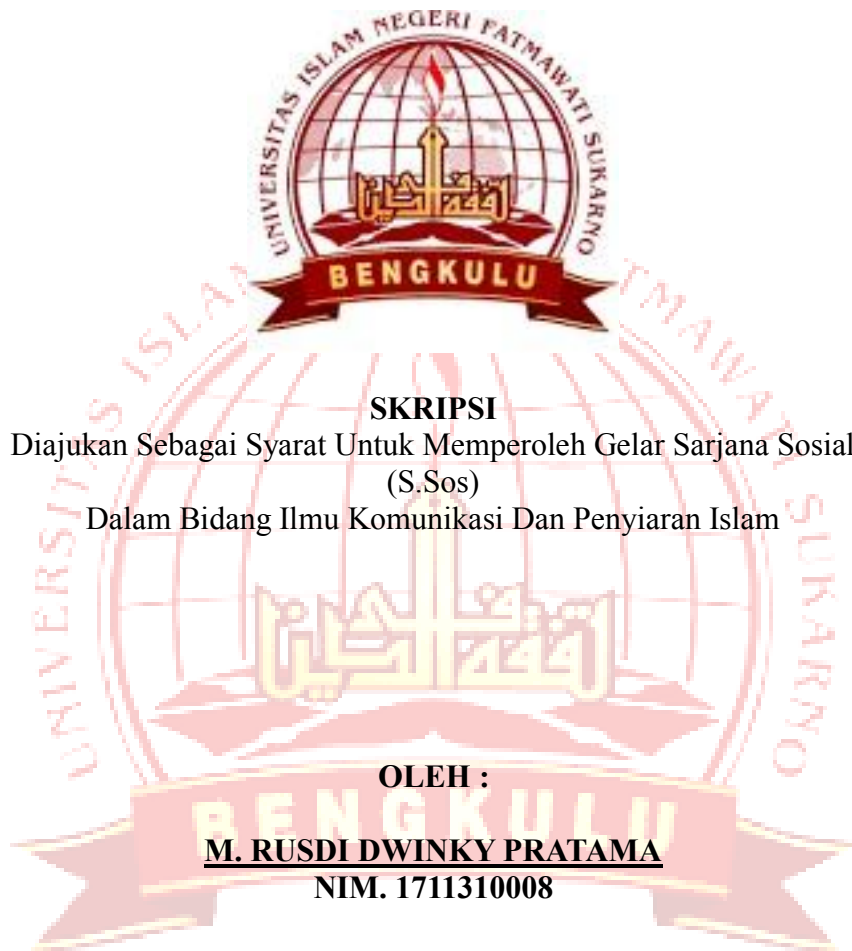 UNIVERSITAS ISLAM NEGERI FATMAWATI SUKARNO
BENGKULU
SKRIPSI
Diajukan Sebagai Syarat Untuk Memperoleh Gelar Sarjana Sosial
(S.Sos)
Dalam Bidang Ilmu Komunikasi Dan Penyiaran Islam
OLEH :
BENGKULU
M. RUSDI DWINKY PRATAMA
NIM. 1711310008